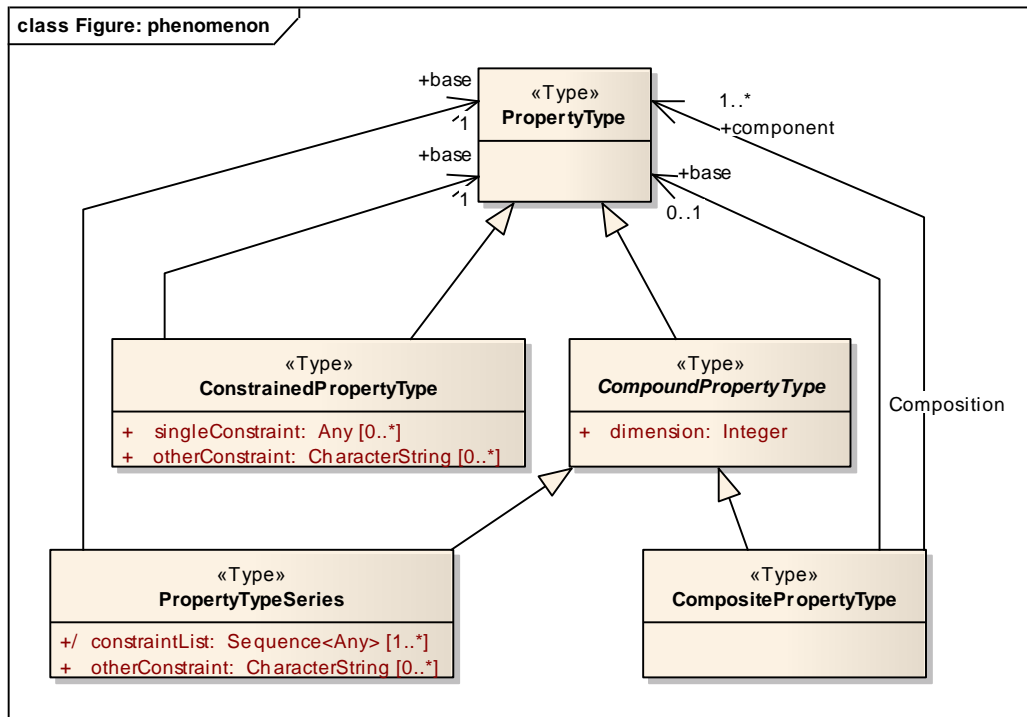 class Figure: phenomenon
+base
1
«Type»
PropertyType
1..*
+component
+base
1
+base
0..1
«Type»
ConstrainedPropertyType
+ singleConstraint: Any [0..*]
+ otherConstraint: CharacterString [0..*]
«Type»
CompoundPropertyType
+ dimension: Integer
Composition
«Type»
PropertyTypeSeries
+/ constraintList: Sequence<Any> [1..*]
+ otherConstraint: CharacterString [0..*]
«Type»
CompositePropertyType